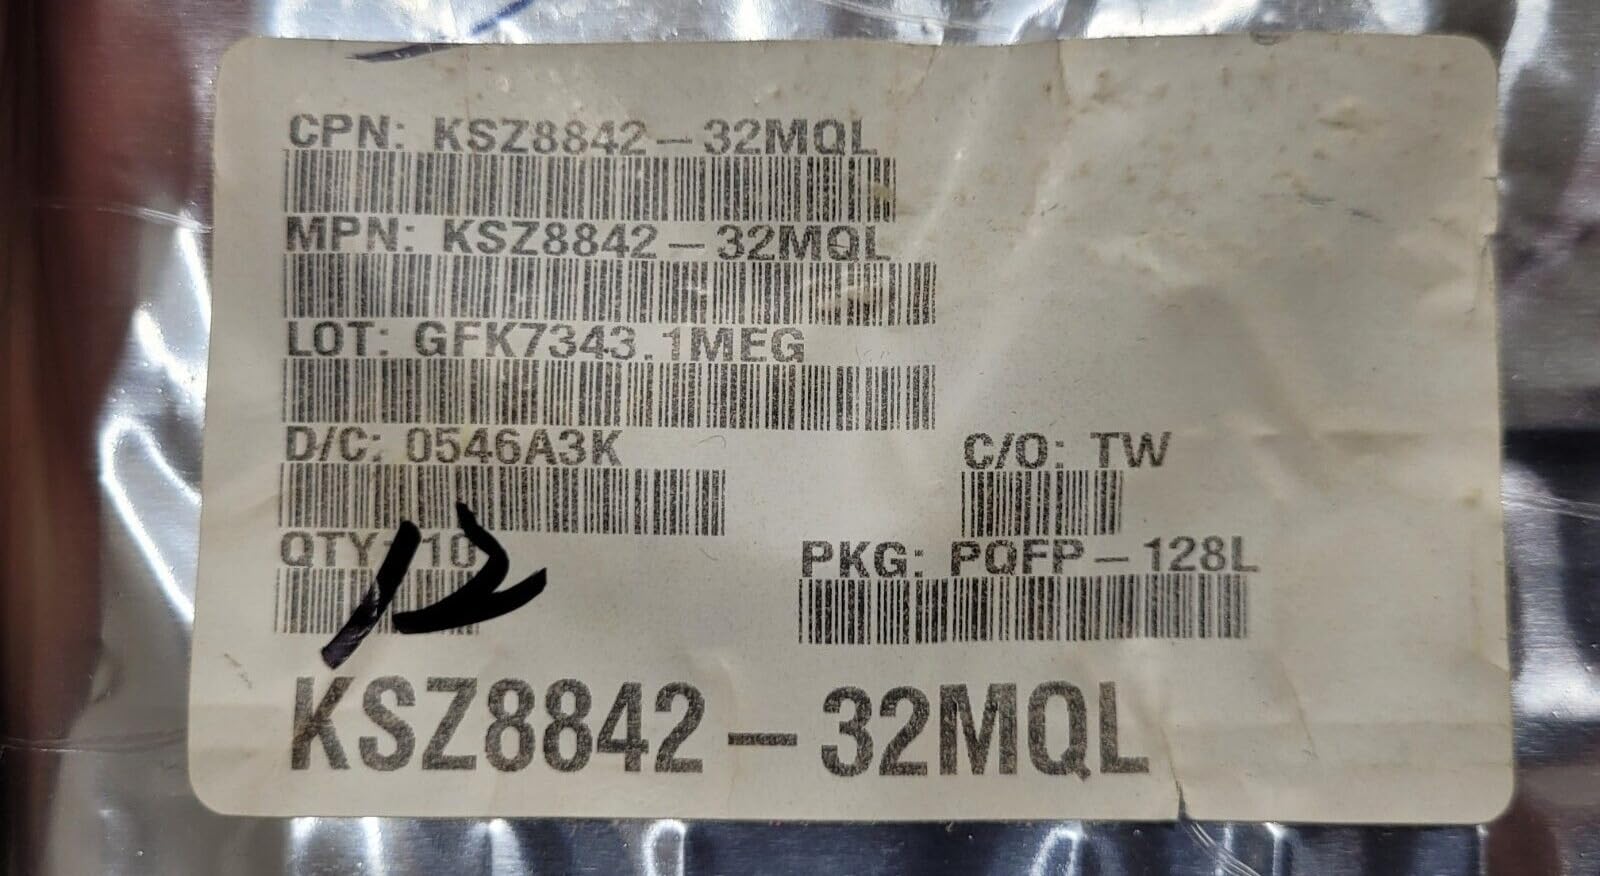 CPN: KSZ8842-32MQL
MPN: KSZ8842-32MQL
LOT: GFK7343.1MEG
D/C: 0546A3K
C/O: TW
QTY: 10
12
PKG: PQFP-128L
KSZ8842-32MQL